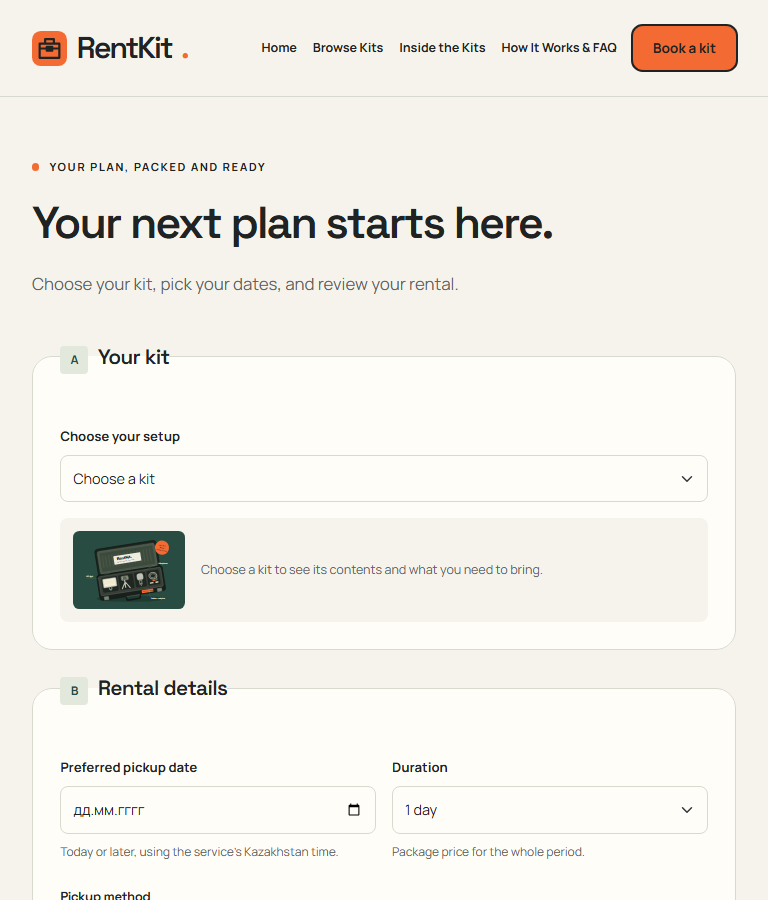 RentKit.
Home
Browse Kits
Inside the Kits
How It Works & FAQ
Book a kit
YOUR PLAN, PACKED AND READY
Your next plan starts here.
Choose your kit, pick your dates, and review your rental.
A Your kit
Choose your setup
Choose a kit
Choose a kit to see its contents and what you need to bring.
B Rental details
Preferred pickup date
Duration
дд.мм.гггг
1 day
Today or later, using the service's Kazakhstan time.
Package price for the whole period.
Pickup method